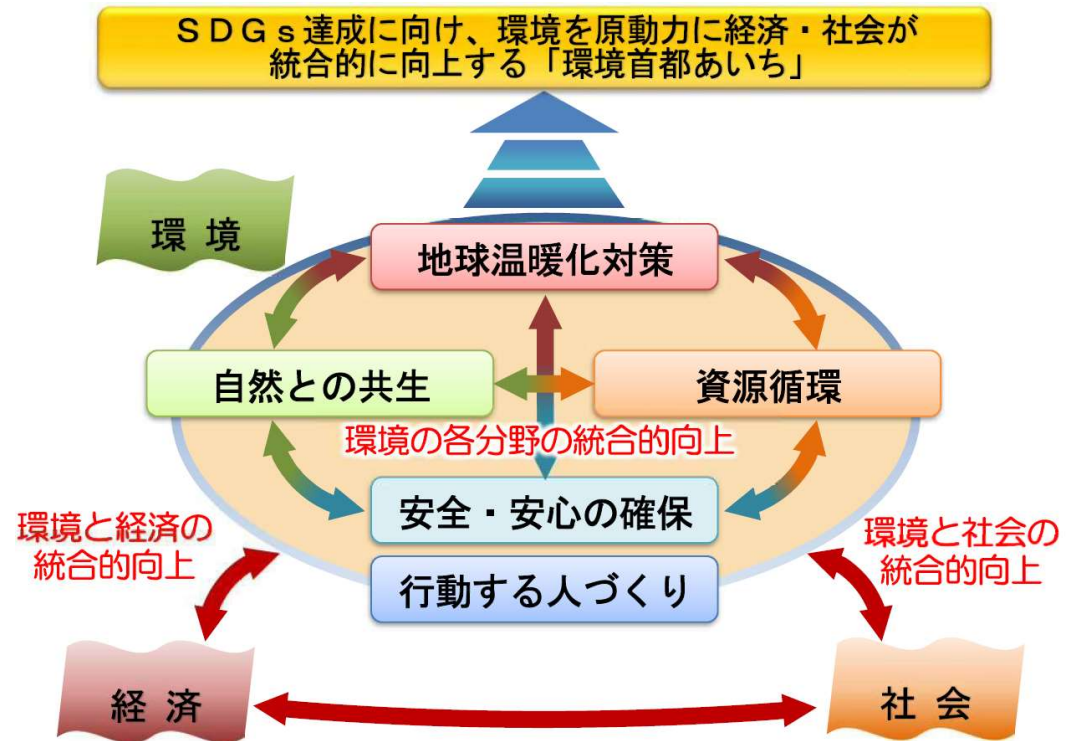 ＳＤＧｓ達成に向け、環境を原動力に経済・社会が
統合的に向上する「環境首都あいち」
環 境
地球温暖化対策
自然との共生
資源循環
環境の各分野の統合的向上
安全・安心の確保
行動する人づくり
環境と経済の
統合的向上
環境と社会の
統合的向上
経 済
社 会